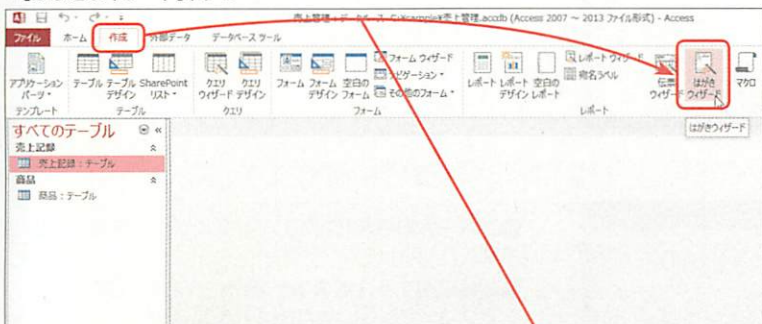 売上管理 : データベース- C:¥sarprise¥売上管理.accdb (Access 2007 ～ 2013 ファイル形式) - Access
ファイル ホーム 作成 外部データ データベース ツール
アプリケーション パーツ
テーブル
テーブル デザイン
SharePoint リスト
クエリ ウィザード
クエリ デザイン
フォーム
フォーム デザイン
空白の フォーム
フォーム ウィザード
ナビゲーション
その他のフォーム
レポート
レポート デザイン
空白の レポート
レポート ウィザード
宛名ラベル
伝票 ウィザード
はがき ウィザード
マクロ
テンプレート テーブル クエリ フォーム レポート
はがきウィザード
すべてのテーブル
売上記録
売上記録 : テーブル
商品
商品 : テーブル